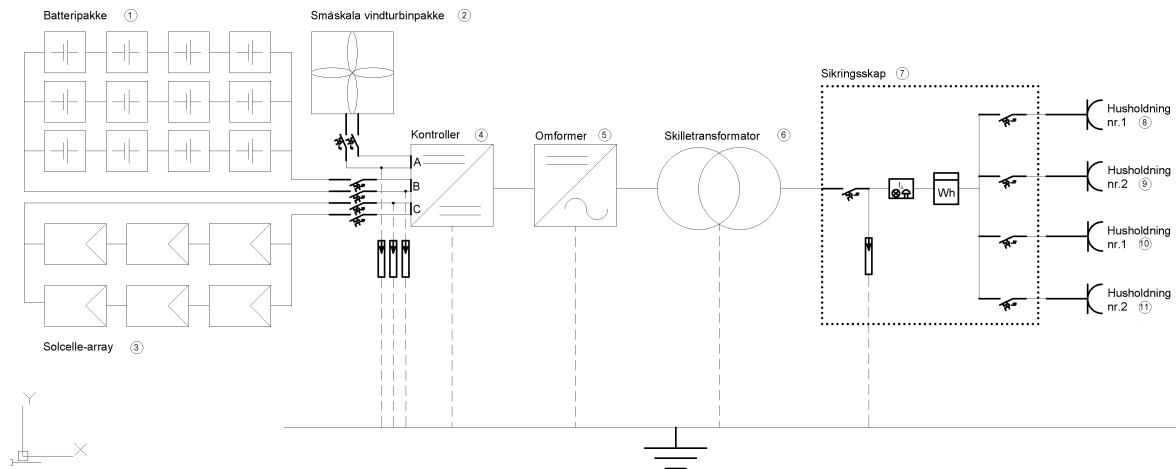 Batteripakke 1
Småskala vindturbinpakke 2
Sikringsskap 7
Kontroller 4
Omformer 5
Skilletransformator 6
A
B
C
Wh
Husholdning
nr.1 8
Husholdning
nr.2 9
Husholdning
nr.1 10
Husholdning
nr.2 11
Solcelle-array 3
Y
X